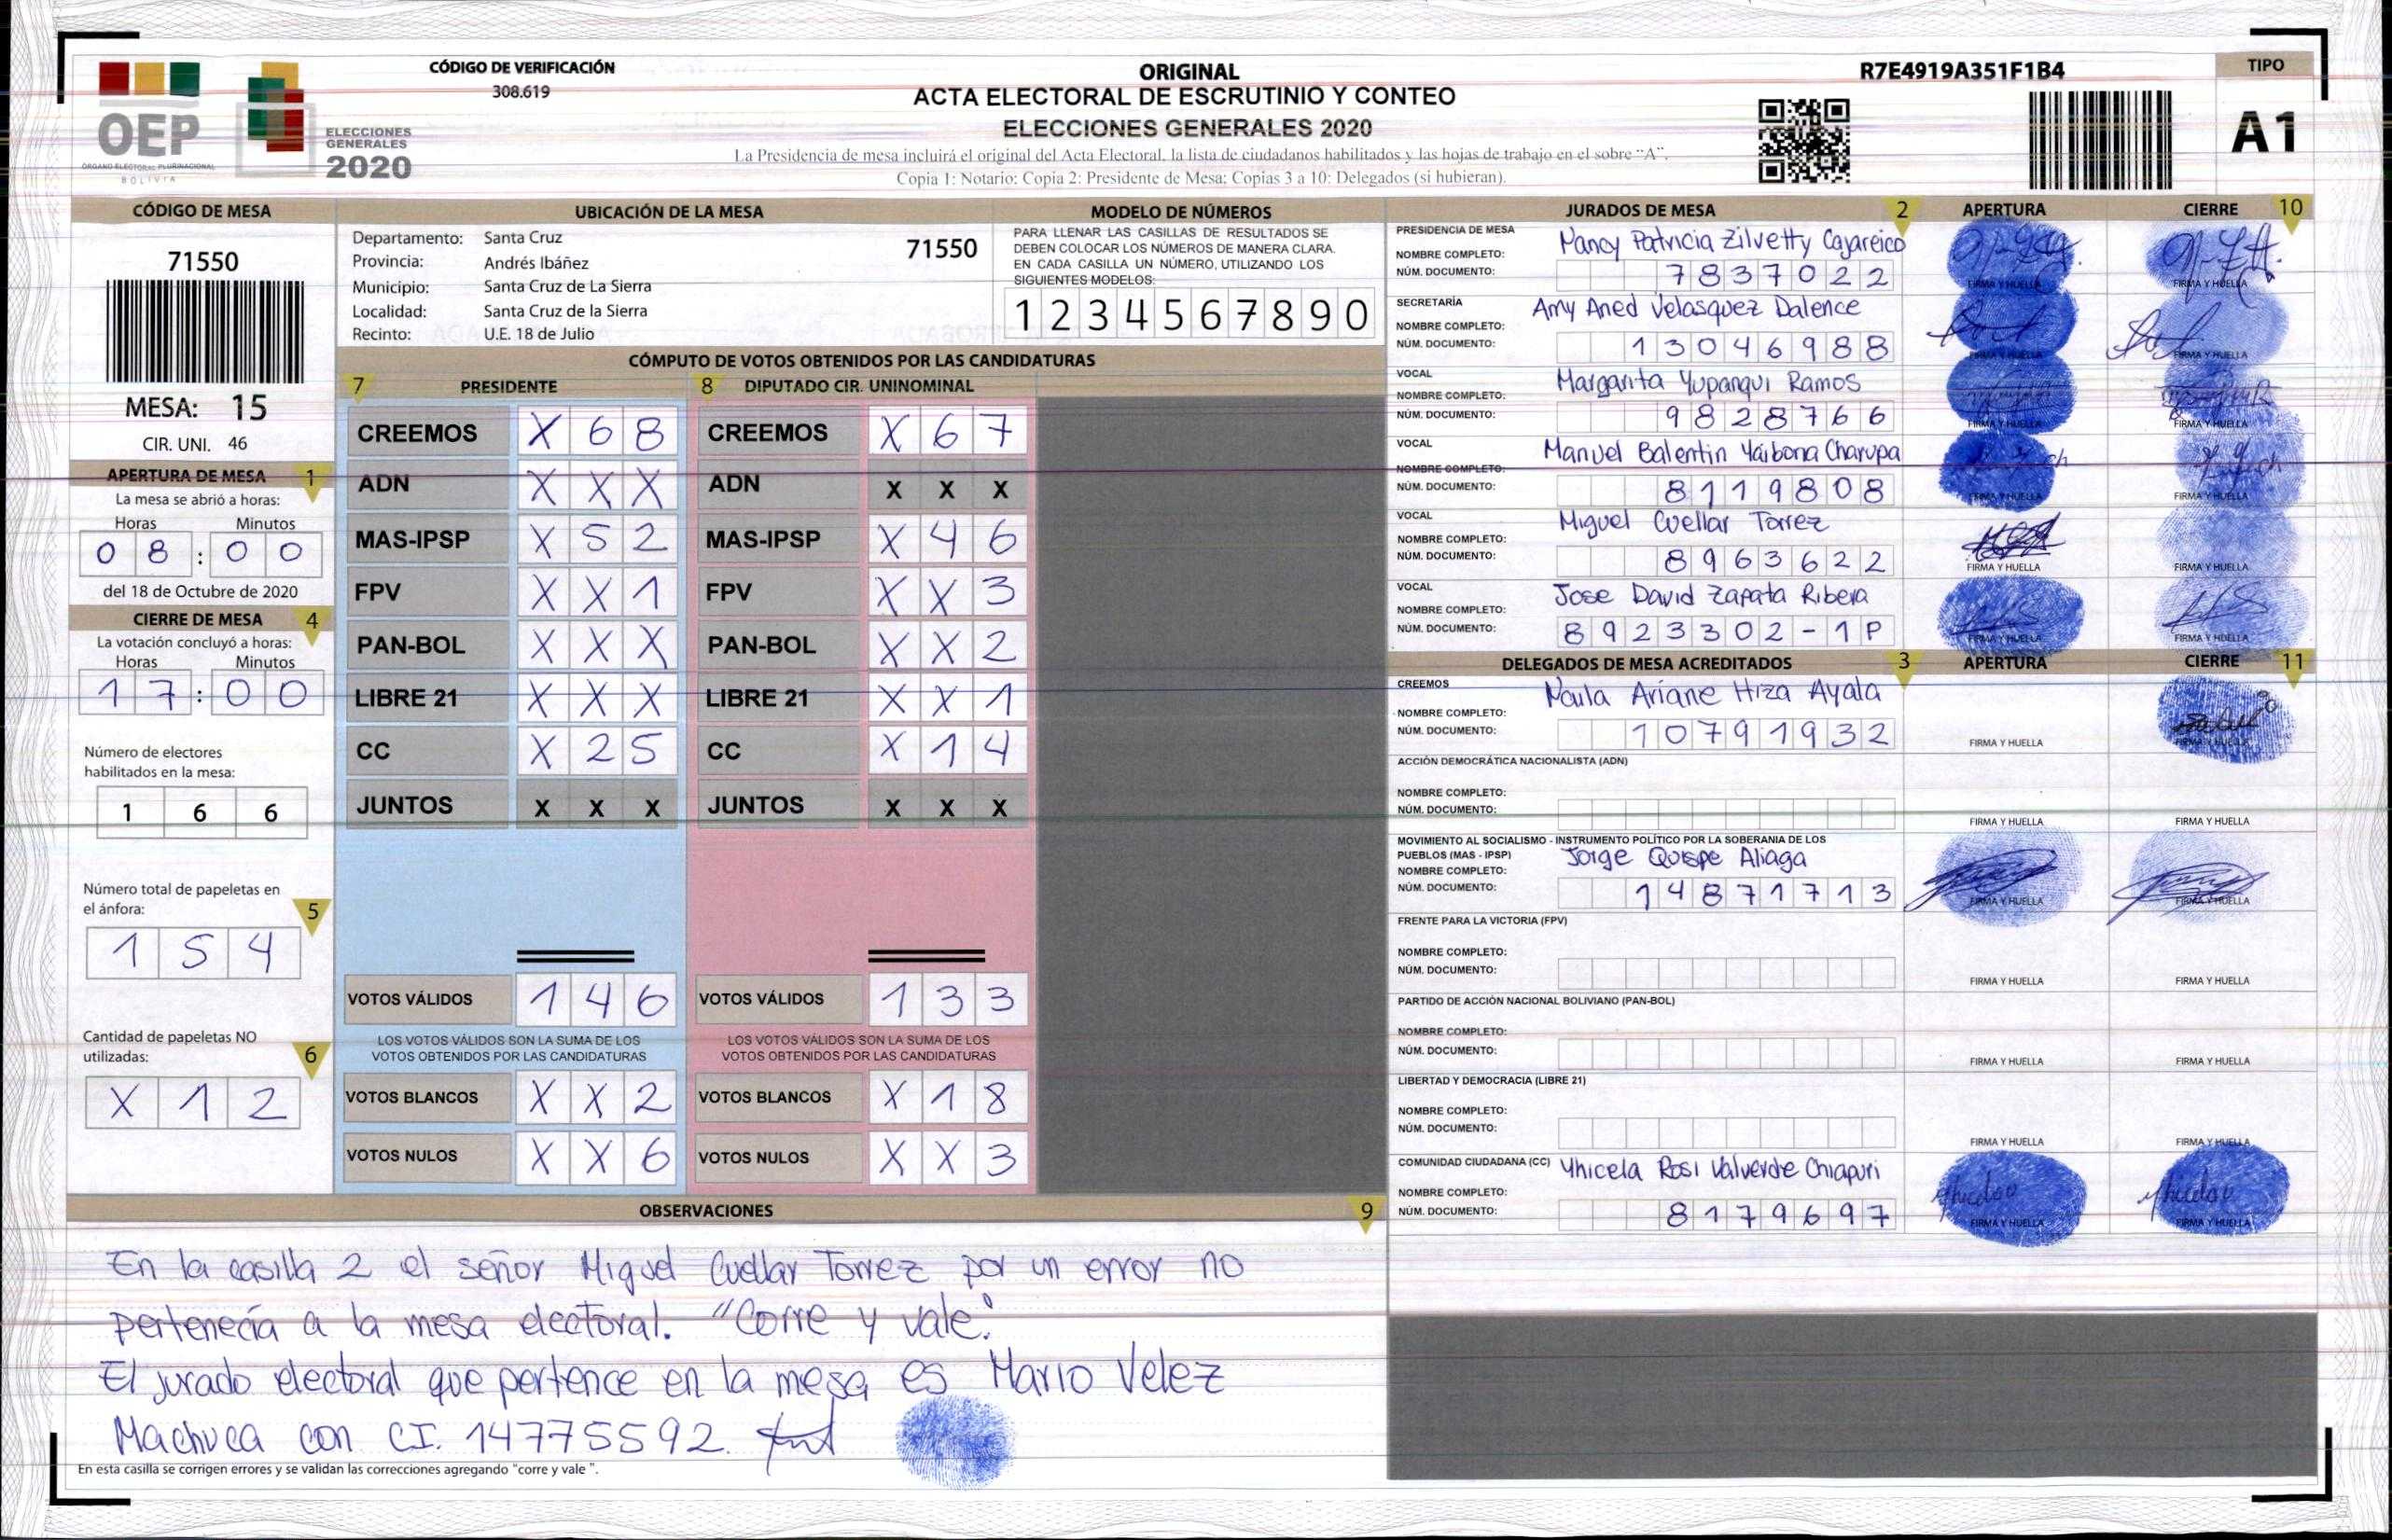 CÓDIGO DE VERIFICACIÓN
308.619
OEP
ÓRGANO ELECTORAL PLURINACIONAL
BOLIVIA
ELECCIONES
GENERALES
2020
ORIGINAL
ACTA ELECTORAL DE ESCRUTINIO Y CONTEO
ELECCIONES GENERALES 2020
La Presidencia de mesa incluirá el original del Acta Electoral, la lista de ciudadanos habilitados y las hojas de trabajo en el sobre "A".
Copia 1: Notario; Copia 2: Presidente de Mesa; Copias 3 a 10: Delegados (si hubieran).
R7E4919A351F1B4
TIPO
A1
CÓDIGO DE MESA
71550
MESA: 15
CIR. UNI. 46
APERTURA DE MESA 1
La mesa se abrió a horas:
Horas Minutos
0 8 : 0 0
del 18 de Octubre de 2020
CIERRE DE MESA 4
La votación concluyó a horas:
Horas Minutos
1 7 : 0 0
Número de electores
habilitados en la mesa:
1 6 6
Número total de papeletas en
el ánfora: 5
1 5 4
Cantidad de papeletas NO
utilizadas: 6
X 1 2
UBICACIÓN DE LA MESA
Departamento: Santa Cruz 71550
Provincia: Andrés Ibáñez
Municipio: Santa Cruz de La Sierra
Localidad: Santa Cruz de la Sierra
Recinto: U.E. 18 de Julio
MODELO DE NÚMEROS
PARA LLENAR LAS CASILLAS DE RESULTADOS SE
DEBEN COLOCAR LOS NÚMEROS DE MANERA CLARA.
EN CADA CASILLA UN NÚMERO, UTILIZANDO LOS
SIGUIENTES MODELOS:
1 2 3 4 5 6 7 8 9 0
CÓMPUTO DE VOTOS OBTENIDOS POR LAS CANDIDATURAS
7 PRESIDENTE 8 DIPUTADO CIR. UNINOMINAL
CREEMOS X 6 8 CREEMOS X 6 7
ADN X X X ADN X X X
MAS-IPSP X 5 2 MAS-IPSP X 4 6
FPV X X 1 FPV X X 3
PAN-BOL X X X PAN-BOL X X 2
LIBRE 21 X X X LIBRE 21 X X 1
CC X 2 5 CC X 1 4
JUNTOS X X X JUNTOS X X X
VOTOS VÁLIDOS 1 4 6 VOTOS VÁLIDOS 1 3 3
LOS VOTOS VÁLIDOS SON LA SUMA DE LOS LOS VOTOS VÁLIDOS SON LA SUMA DE LOS
VOTOS OBTENIDOS POR LAS CANDIDATURAS VOTOS OBTENIDOS POR LAS CANDIDATURAS
VOTOS BLANCOS X X 2 VOTOS BLANCOS X 1 8
VOTOS NULOS X X 6 VOTOS NULOS X X 3
JURADOS DE MESA 2 APERTURA CIERRE 10
PRESIDENCIA DE MESA
NOMBRE COMPLETO: Nancy Patricia Zilvetty Cajareico
NÚM. DOCUMENTO: 7837022 FIRMA Y HUELLA FIRMA Y HUELLA
SECRETARÍA
NOMBRE COMPLETO: Amy Aned Velasquez Dalence
NÚM. DOCUMENTO: 13046988 FIRMA Y HUELLA FIRMA Y HUELLA
VOCAL
NOMBRE COMPLETO: Margarita Yupanqui Ramos
NÚM. DOCUMENTO: 9828766 FIRMA Y HUELLA FIRMA Y HUELLA
VOCAL
NOMBRE COMPLETO: Manuel Balentin Yaibona Charupa
NÚM. DOCUMENTO: 8119808 FIRMA Y HUELLA FIRMA Y HUELLA
VOCAL
NOMBRE COMPLETO: Miguel Cuellar Torrez
NÚM. DOCUMENTO: 8963622 FIRMA Y HUELLA FIRMA Y HUELLA
VOCAL
NOMBRE COMPLETO: Jose David Zapata Ribera
NÚM. DOCUMENTO: 8923302-1P FIRMA Y HUELLA FIRMA Y HUELLA
DELEGADOS DE MESA ACREDITADOS 3 APERTURA CIERRE 11
CREEMOS
NOMBRE COMPLETO: Paula Ariane Hiza Ayala
NÚM. DOCUMENTO: 10791932 FIRMA Y HUELLA FIRMA Y HUELLA
ACCIÓN DEMOCRÁTICA NACIONALISTA (ADN)
NOMBRE COMPLETO:
NÚM. DOCUMENTO: FIRMA Y HUELLA FIRMA Y HUELLA
MOVIMIENTO AL SOCIALISMO - INSTRUMENTO POLÍTICO POR LA SOBERANIA DE LOS
PUEBLOS (MAS - IPSP)
NOMBRE COMPLETO: Jorge Quispe Aliaga
NÚM. DOCUMENTO: 14871713 FIRMA Y HUELLA FIRMA Y HUELLA
FRENTE PARA LA VICTORIA (FPV)
NOMBRE COMPLETO:
NÚM. DOCUMENTO: FIRMA Y HUELLA FIRMA Y HUELLA
PARTIDO DE ACCIÓN NACIONAL BOLIVIANO (PAN-BOL)
NOMBRE COMPLETO:
NÚM. DOCUMENTO: FIRMA Y HUELLA FIRMA Y HUELLA
LIBERTAD Y DEMOCRACIA (LIBRE 21)
NOMBRE COMPLETO:
NÚM. DOCUMENTO: FIRMA Y HUELLA FIRMA Y HUELLA
COMUNIDAD CIUDADANA (CC)
NOMBRE COMPLETO: Yhicela Rosi Valverde Chiapuri
NÚM. DOCUMENTO: 8179697 FIRMA Y HUELLA FIRMA Y HUELLA
OBSERVACIONES 9
En la casilla 2 el señor Miguel Cuellar Torrez por un error no
pertenecía a la mesa electoral. "Corre y vale".
El jurado electoral que pertence en la mesa es Mario Velez
Machuca con CI. 14775592.
En esta casilla se corrigen errores y se validan las correcciones agregando "corre y vale ".